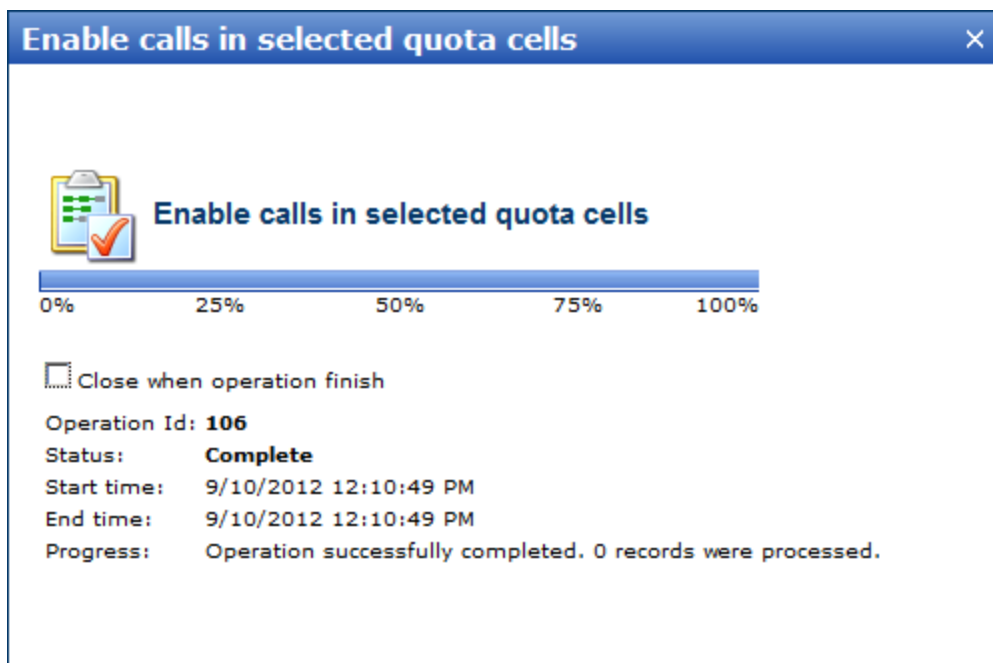 Enable calls in selected quota cells
Enable calls in selected quota cells
0% 25% 50% 75% 100%
Close when operation finish
Operation Id: 106
Status: Complete
Start time: 9/10/2012 12:10:49 PM
End time: 9/10/2012 12:10:49 PM
Progress: Operation successfully completed. 0 records were processed.